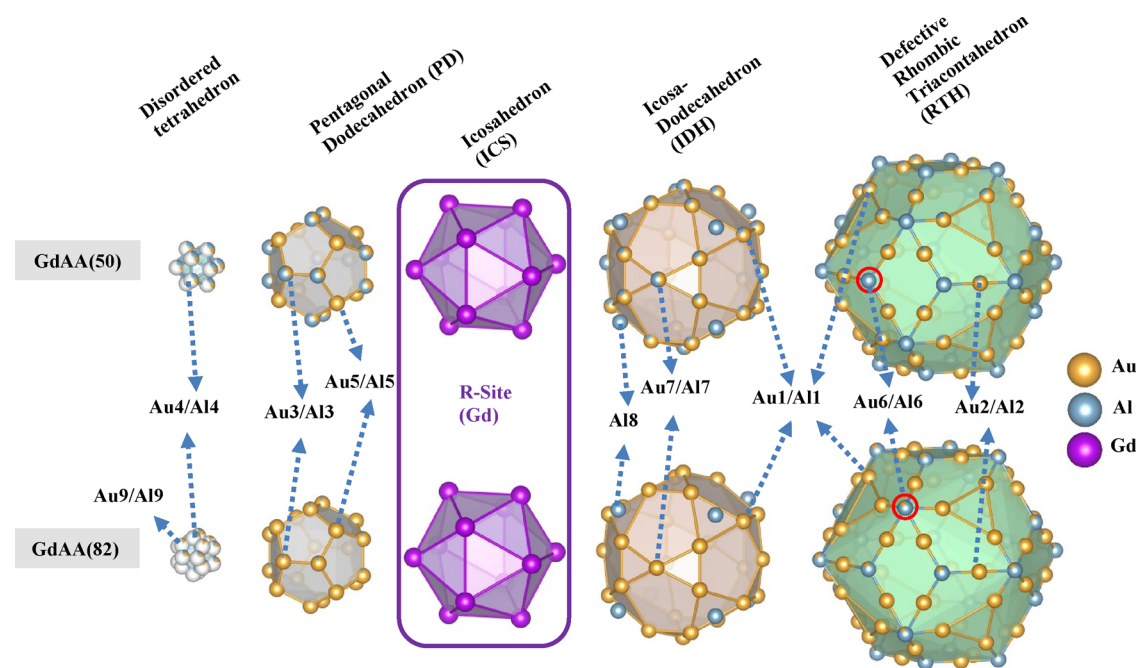 Disordered
tetrahedron
Pentagonal
Dodecahedron (PD)
Icosahedron
(ICS)
Icosa-
Dodecahedron
(IDH)
Defective
Rhombic
Triacontahedron
(RTH)
GdAA(50)
Au4/Al4
Au3/Al3
Au5/Al5
R-Site
(Gd)
Al8
Au7/Al7
Au1/Al1
Au6/Al6
Au2/Al2
Au
Al
Gd
Au9/Al9
GdAA(82)